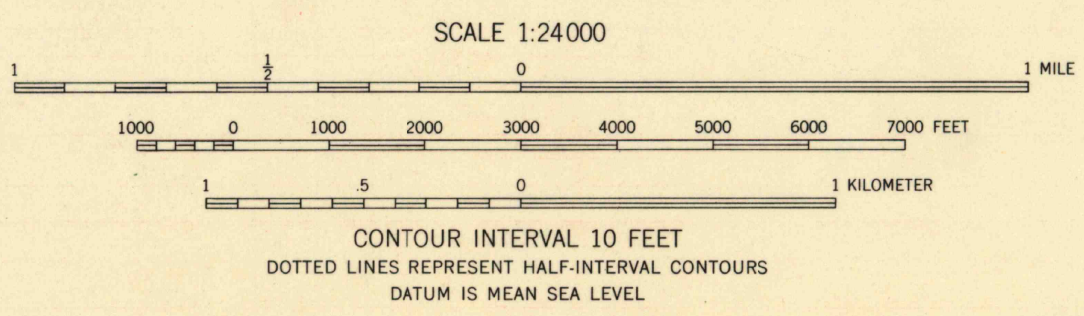 SCALE 1:24000
1 1/2 0 1 MILE
1000 0 1000 2000 3000 4000 5000 6000 7000 FEET
1 .5 0 1 KILOMETER
CONTOUR INTERVAL 10 FEET
DOTTED LINES REPRESENT HALF-INTERVAL CONTOURS
DATUM IS MEAN SEA LEVEL